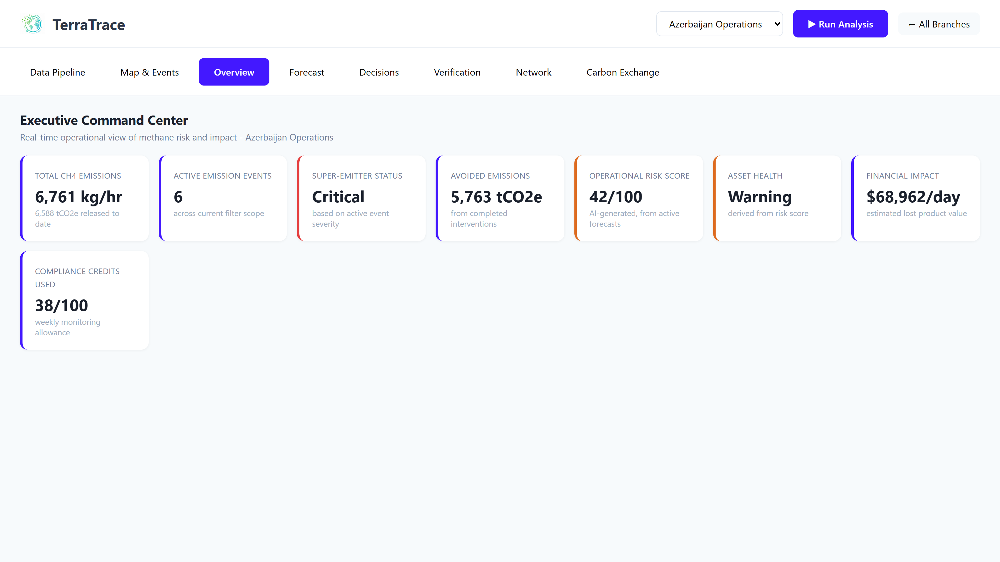 TerraTrace
Azerbaijan Operations
▶ Run Analysis
← All Branches
Data Pipeline
Map & Events
Overview
Forecast
Decisions
Verification
Network
Carbon Exchange
Executive Command Center
Real-time operational view of methane risk and impact - Azerbaijan Operations
TOTAL CH4 EMISSIONS
6,761 kg/hr
6,588 tCO2e released to
date
ACTIVE EMISSION EVENTS
6
across current filter scope
SUPER-EMITTER STATUS
Critical
based on active event
severity
AVOIDED EMISSIONS
5,763 tCO2e
from completed
interventions
OPERATIONAL RISK SCORE
42/100
AI-generated, from active
forecasts
ASSET HEALTH
Warning
derived from risk score
FINANCIAL IMPACT
$68,962/day
estimated lost product value
COMPLIANCE CREDITS
USED
38/100
weekly monitoring
allowance